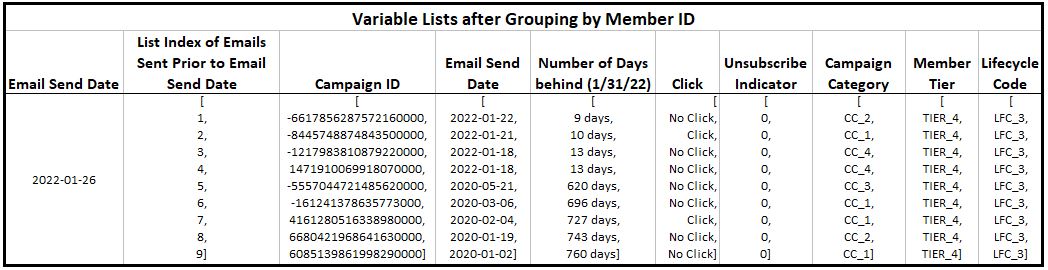 Variable Lists after Grouping by Member ID
Email Send Date List Index of Emails Sent Prior to Email Send Date Campaign ID Email Send Date Number of Days behind (1/31/22) Click Unsubscribe Indicator Campaign Category Member Tier Lifecycle Code
[ [ [ [ [ [ [ [ [
1, -6617856287572160000, 2022-01-22, 9 days, No Click, 0, CC_2, TIER_4, LFC_3,
2, -8445748874843500000, 2022-01-21, 10 days, Click, 0, CC_1, TIER_4, LFC_3,
3, -1217983810879220000, 2022-01-18, 13 days, No Click, 0, CC_4, TIER_4, LFC_3,
4, 1471910069918070000, 2022-01-18, 13 days, No Click, 0, CC_4, TIER_4, LFC_3,
2022-01-26 5, -5557044721485620000, 2020-05-21, 620 days, No Click, 0, CC_3, TIER_4, LFC_3,
6, -161241378635773000, 2020-03-06, 696 days, No Click, 0, CC_1, TIER_4, LFC_3,
7, 4161280516338980000, 2020-02-04, 727 days, Click, 0, CC_1, TIER_4, LFC_3,
8, 6680421968641630000, 2020-01-19, 743 days, No Click, 0, CC_2, TIER_4, LFC_3,
9] 6085139861998290000] 2020-01-02] 760 days] No Click] 0] CC_1] TIER_4] LFC_3]